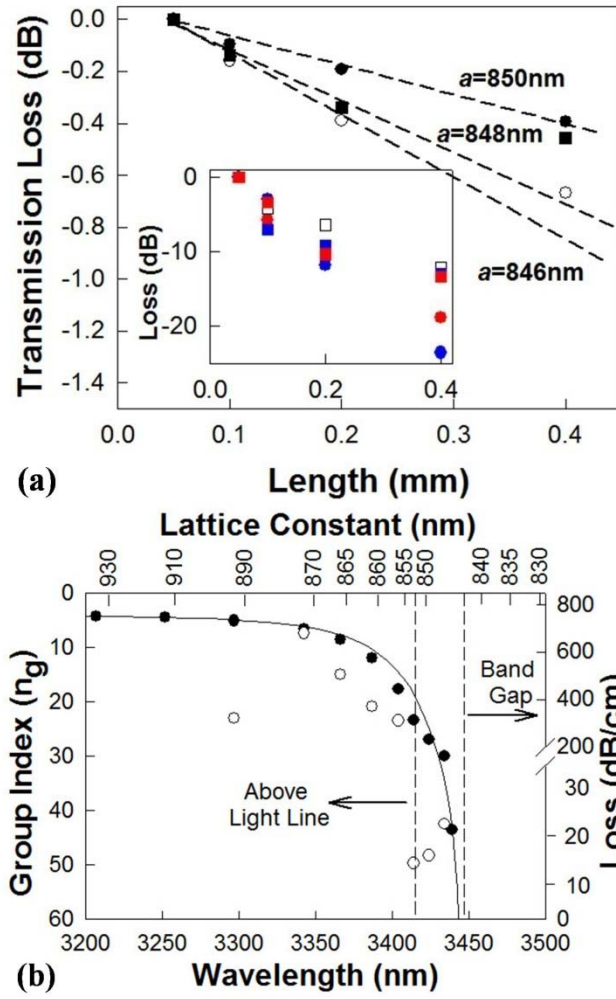 0.0
-0.2
-0.4
-0.6
-0.8
-1.0
-1.2
-1.4
Transmission Loss (dB)
a=850nm
a=848nm
a=846nm
0
-10
-20
Loss (dB)
0.0 0.2 0.4
0.0 0.1 0.2 0.3 0.4
(a)
Length (mm)
Lattice Constant (nm)
930 910 890 870 865 860 855 850 840 835 830
0
10
20
30
40
50
60
Group Index (ng)
Band
Gap
Above
Light Line
800
600
400
200
30
20
10
0
Loss (dB/cm)
3200 3250 3300 3350 3400 3450 3500
(b)
Wavelength (nm)